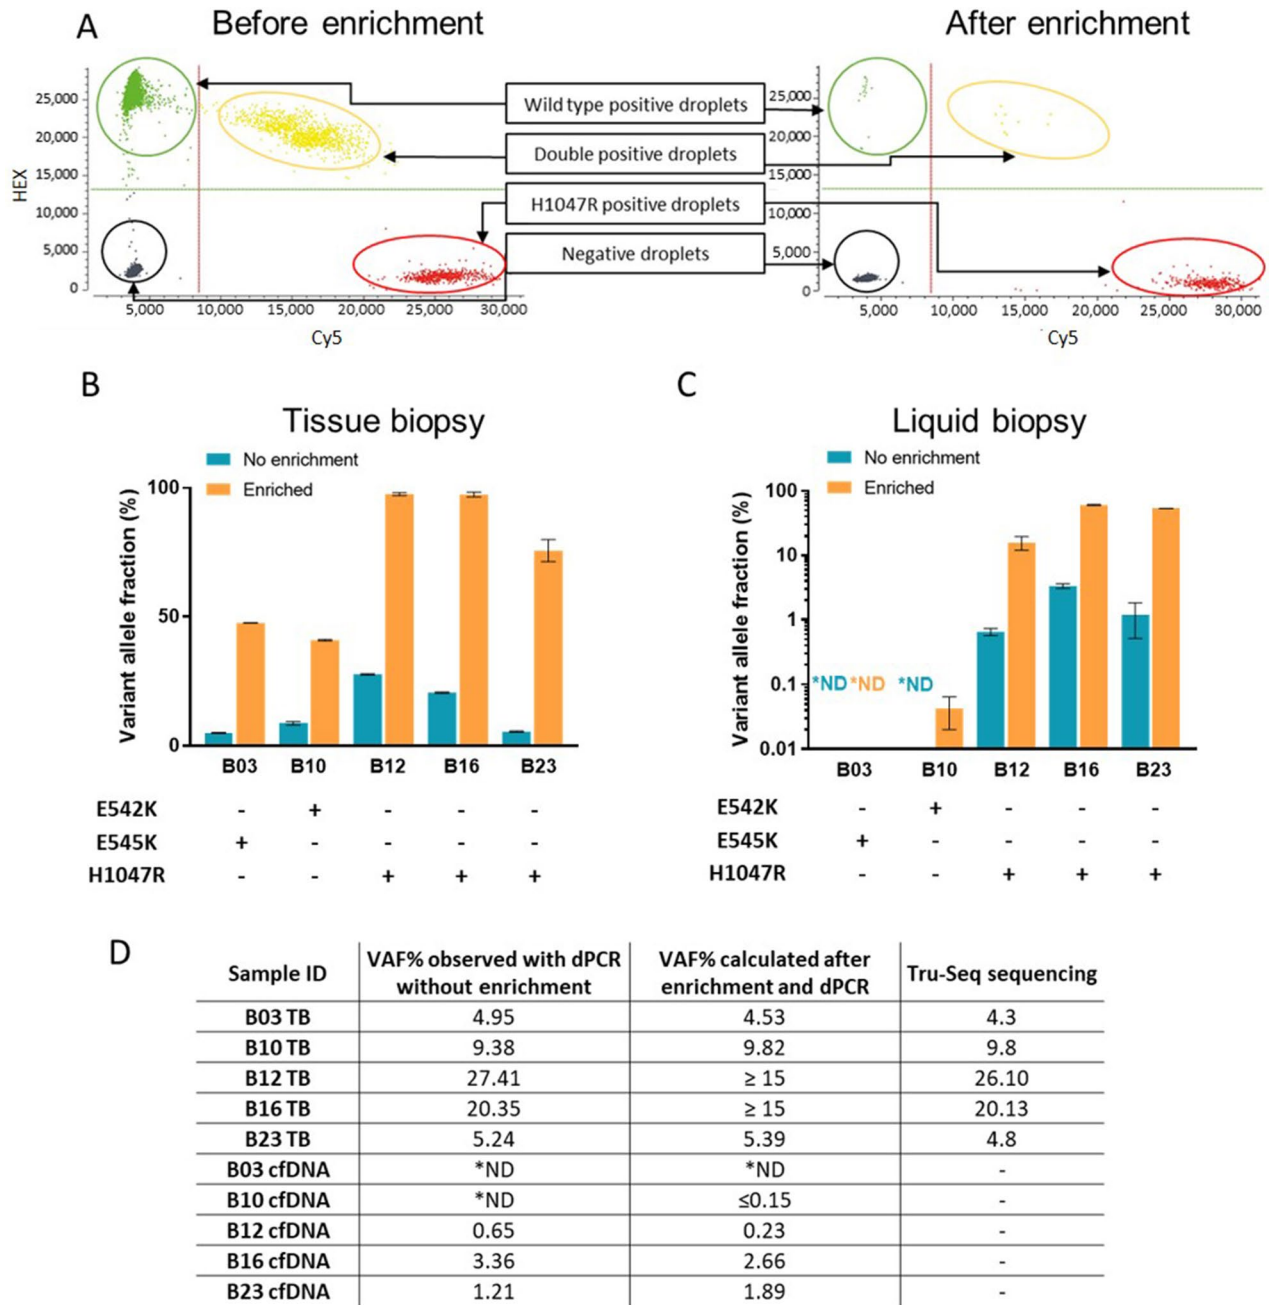 A
Before enrichment
After enrichment
HEX
25,000
20,000
15,000
10,000
5,000
0
5,000 10,000 15,000 20,000 25,000 30,000
Cy5
Wild type positive droplets
Double positive droplets
H1047R positive droplets
Negative droplets
25,000
20,000
15,000
10,000
5,000
0
5,000 10,000 15,000 20,000 25,000 30,000
Cy5
B
Tissue biopsy
No enrichment
Enriched
Variant allele fraction (%)
100
50
0
B03 B10 B12 B16 B23
E542K - + - - -
E545K + - - - -
H1047R - - + + +
C
Liquid biopsy
No enrichment
Enriched
Variant allele fraction (%)
100
10
1
0.1
0.01
*ND *ND *ND
B03 B10 B12 B16 B23
E542K - + - - -
E545K + - - - -
H1047R - - + + +
D
Sample ID | VAF% observed with dPCR without enrichment | VAF% calculated after enrichment and dPCR | Tru-Seq sequencing
B03 TB 4.95 4.53 4.3
B10 TB 9.38 9.82 9.8
B12 TB 27.41 ≥ 15 26.10
B16 TB 20.35 ≥ 15 20.13
B23 TB 5.24 5.39 4.8
B03 cfDNA *ND *ND -
B10 cfDNA *ND ≤0.15 -
B12 cfDNA 0.65 0.23 -
B16 cfDNA 3.36 2.66 -
B23 cfDNA 1.21 1.89 -